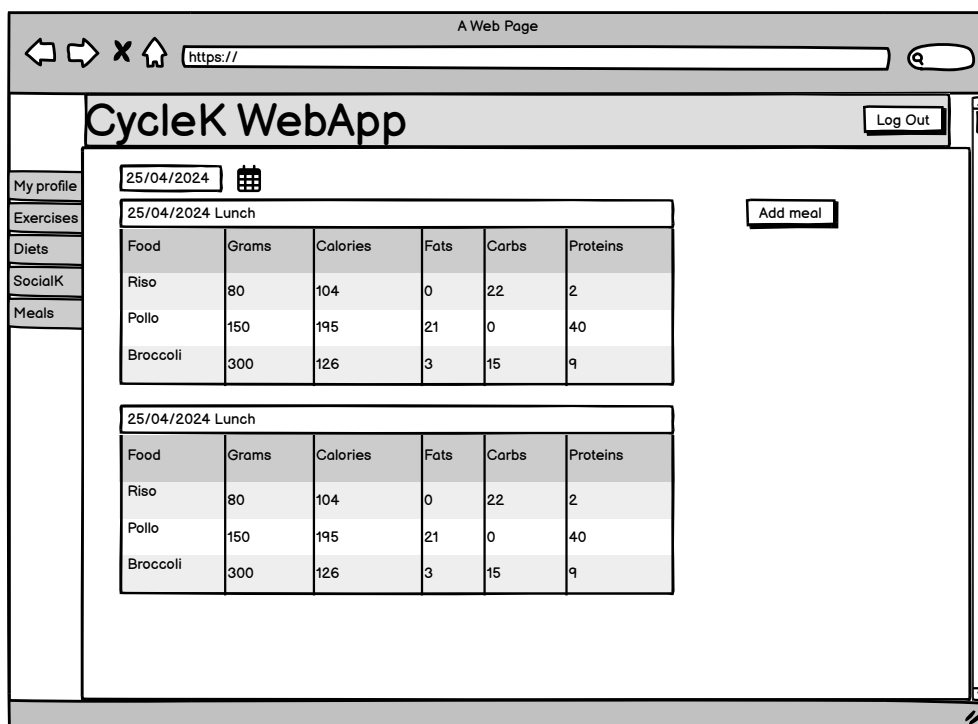 A Web Page
https://
CycleK WebApp
Log Out
My profile
Exercises
Diets
SocialK
Meals
25/04/2024
Add meal
25/04/2024 Lunch
Food Grams Calories Fats Carbs Proteins
Riso 80 104 0 22 2
Pollo 150 195 21 0 40
Broccoli 300 126 3 15 9
25/04/2024 Lunch
Food Grams Calories Fats Carbs Proteins
Riso 80 104 0 22 2
Pollo 150 195 21 0 40
Broccoli 300 126 3 15 9